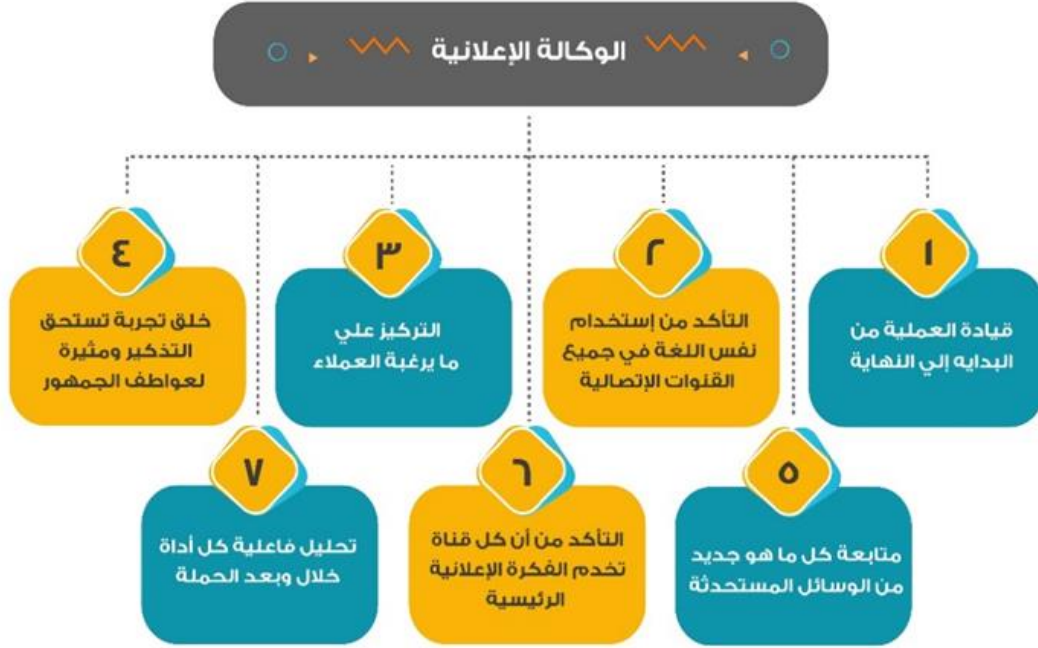 الوكالة الإعلانية
١
قيادة العملية من
البدايه إلي النهاية
٢
التأكد من إستخدام
نفس اللغة في جميع
القنوات الإتصالية
٣
التركيز علي
ما يرغبة العملاء
٤
خلق تجربة تستحق
التذكير ومثيرة
لعواطف الجمهور
٥
متابعة كل ما هو جديد
من الوسائل المستحدثة
٦
التأكد من أن كل قناة
تخدم الفكرة الإعلانية
الرئيسية
٧
تحليل فاعلية كل أداة
خلال وبعد الحملة